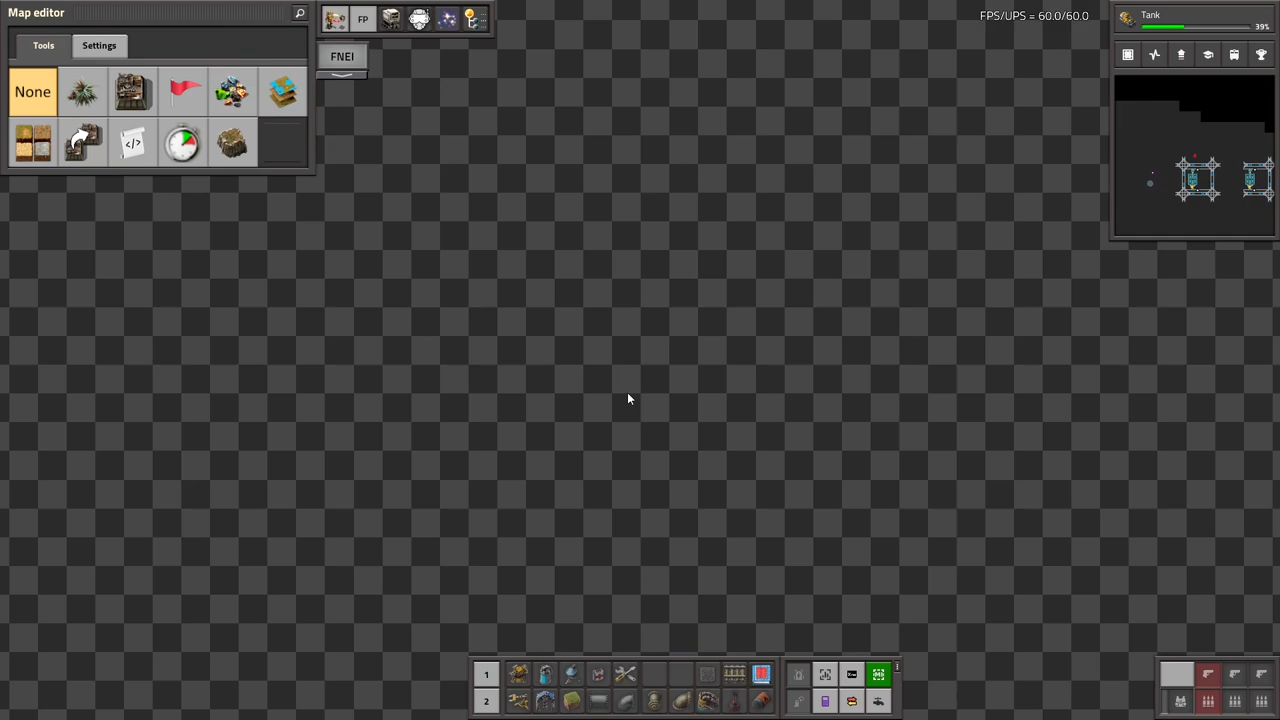 Map editor
FP
FPS/UPS = 60.0/60.0
Tank
39%
Tools
Settings
FNEI
None
</>
1
2